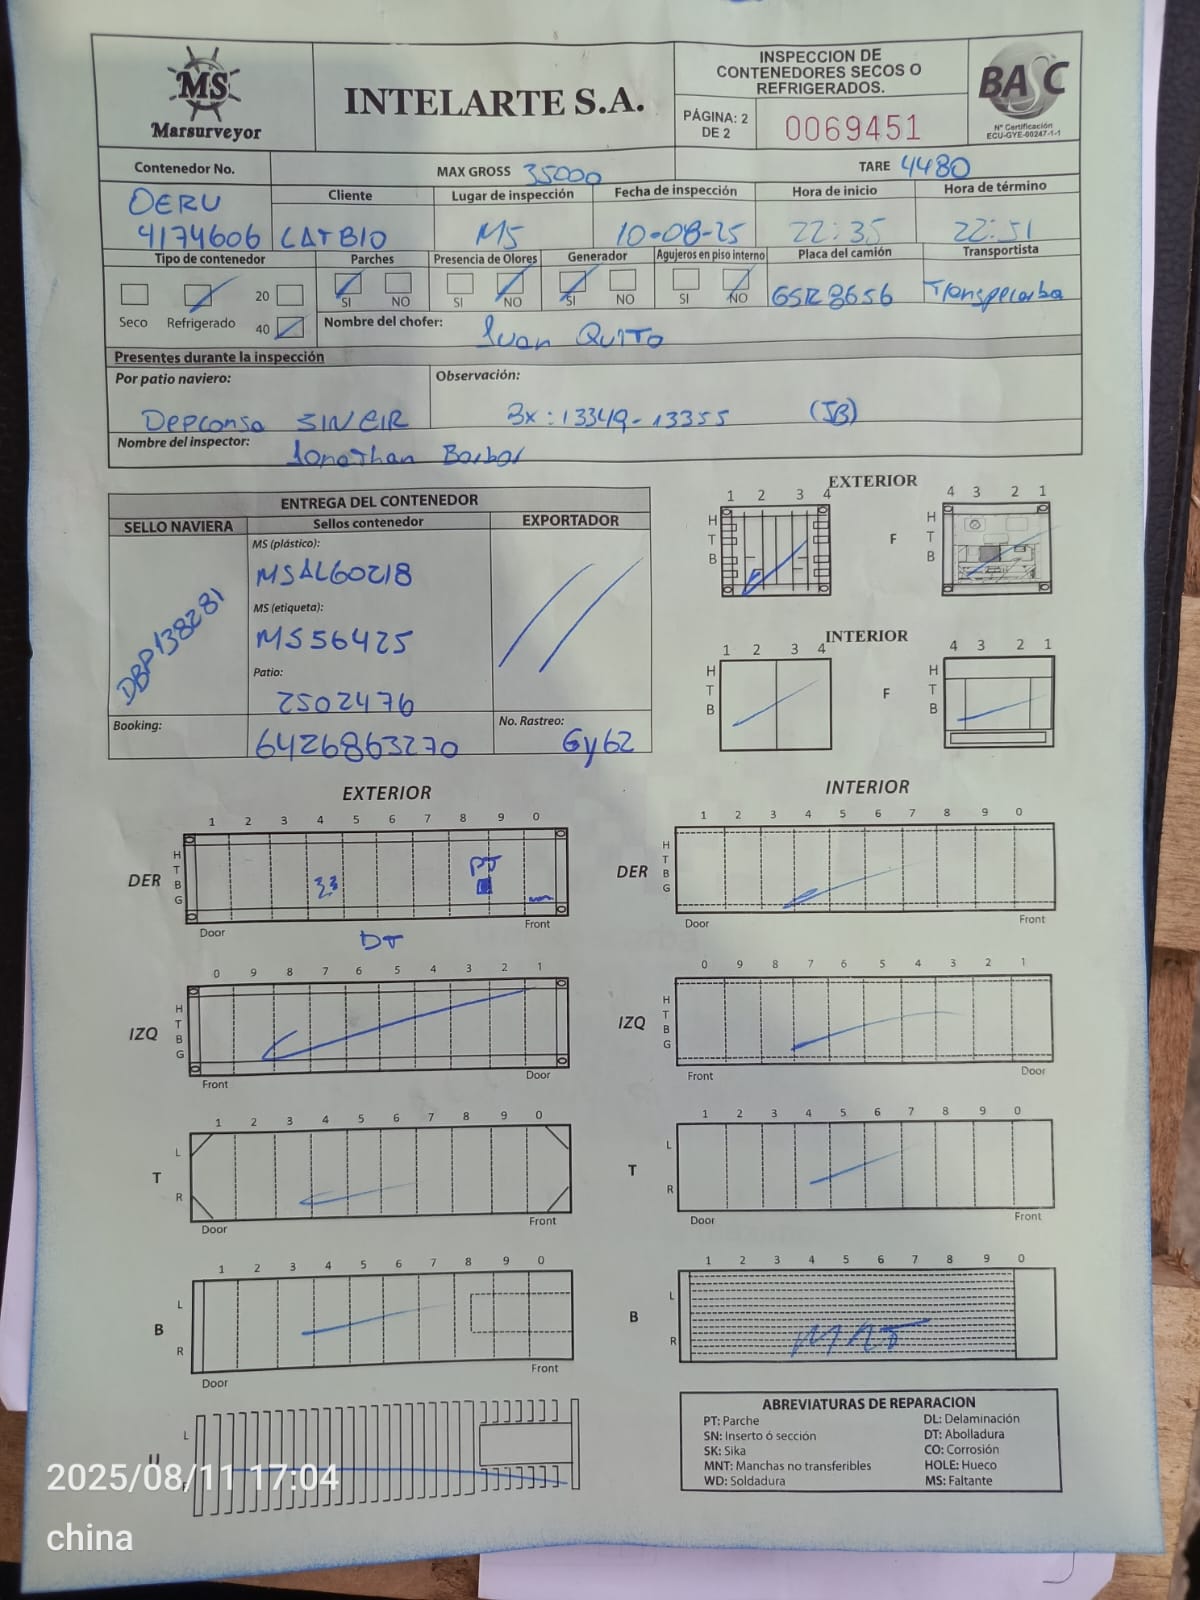 MS
Marsurveyor
INTELARTE S.A.
INSPECCION DE
CONTENEDORES SECOS O
REFRIGERADOS.
PÁGINA: 2
DE 2
0069451
BASC
Nº Certificación
ECU-GYE-00247-1-1
Contenedor No.
MAX GROSS 35000
TARE 4480
OERU
4174606
Cliente
Lugar de inspección
Fecha de inspección
Hora de inicio
Hora de término
LATBIO
MS
10-08-25
22:35
22:51
Tipo de contenedor
Parches
Presencia de Olores
Generador
Agujeros en piso interno
Placa del camión
Transportista
20
SI NO
SI NO
SI NO
SI NO
GSR8656
Seco
Refrigerado
40
Nombre del chofer:
Ivan Quito
Presentes durante la inspección
Por patio naviero:
Observación:
Depconsa
3x: 13349-13355 (JB)
Nombre del inspector:
Jonathan
ENTREGA DEL CONTENEDOR
SELLO NAVIERA
Sellos contenedor
EXPORTADOR
MS (plástico):
MSAL60218
MS (etiqueta):
MS56425
DBP138281
Patio:
2502476
Booking:
6426863270
No. Rastreo:
Gy62
EXTERIOR
1 2 3 4
4 3 2 1
H
T
B
F
H
T
B
INTERIOR
1 2 3 4
4 3 2 1
H
T
B
F
H
T
B
EXTERIOR
INTERIOR
1 2 3 4 5 6 7 8 9 0
1 2 3 4 5 6 7 8 9 0
DER
H
T
B
G
PT
DER
H
T
B
G
Door
Front
Door
Front
DT
0 9 8 7 6 5 4 3 2 1
0 9 8 7 6 5 4 3 2 1
IZQ
H
T
B
G
IZQ
H
T
B
G
Front
Door
Front
Door
1 2 3 4 5 6 7 8 9 0
1 2 3 4 5 6 7 8 9 0
T
L
R
T
L
R
Door
Front
Door
Front
1 2 3 4 5 6 7 8 9 0
1 2 3 4 5 6 7 8 9 0
B
L
R
B
L
R
MNT
Door
Front
L
U
ABREVIATURAS DE REPARACION
PT: Parche
DL: Delaminación
SN: Inserto ó sección
DT: Abolladura
SK: Sika
CO: Corrosión
MNT: Manchas no transferibles
HOLE: Hueco
WD: Soldadura
MS: Faltante
2025/08/11 17:04
china